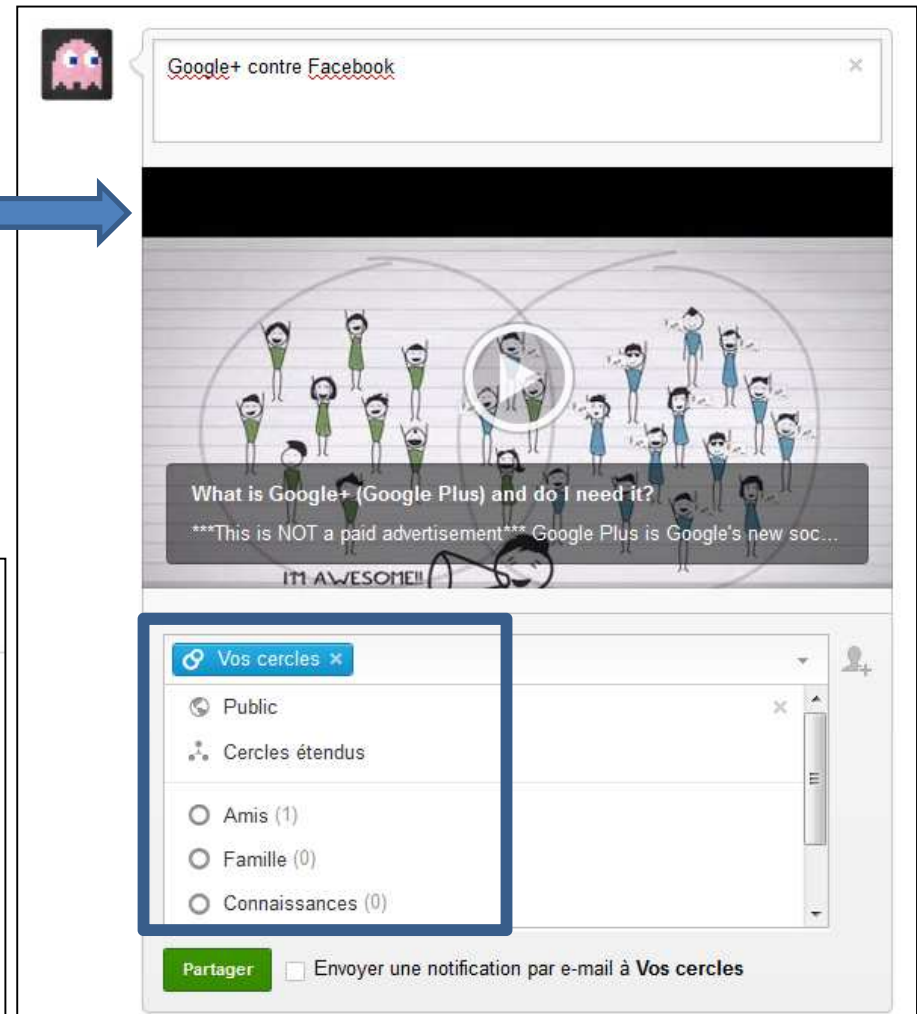 Google+ contre Facebook
What is Google+ (Google Plus) and do I need it?
***This is NOT a paid advertisement*** Google Plus is Google's new soc...
I'M AWESOME!!
Vos cercles
Public
Cercles étendus
Amis (1)
Famille (0)
Connaissances (0)
Partager Envoyer une notification par e-mail à Vos cercles